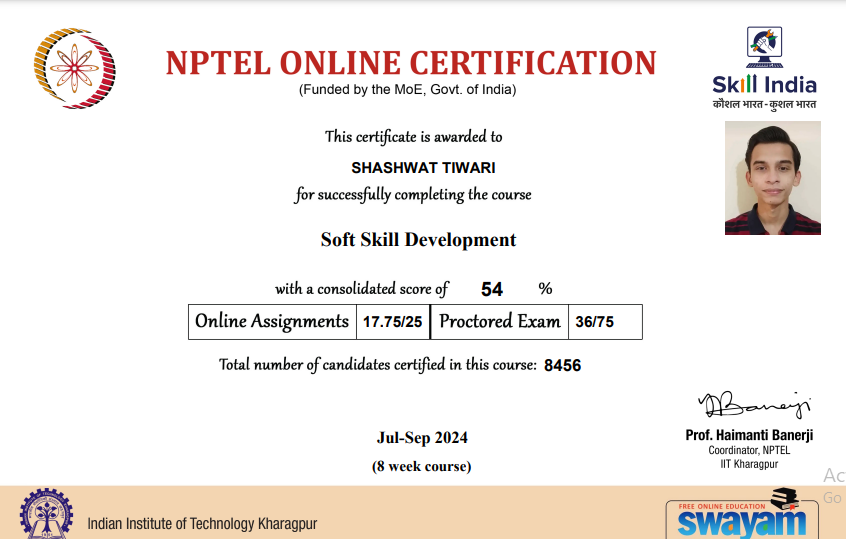 NPTEL ONLINE CERTIFICATION
(Funded by the MoE, Govt. of India)
Skill India
कौशल भारत - कुशल भारत
This certificate is awarded to
SHASHWAT TIWARI
for successfully completing the course
Soft Skill Development
with a consolidated score of 54 %
Online Assignments 17.75/25 Proctored Exam 36/75
Total number of candidates certified in this course: 8456
Prof. Haimanti Banerji
Coordinator, NPTEL
IIT Kharagpur
Jul-Sep 2024
(8 week course)
Indian Institute of Technology Kharagpur
FREE ONLINE EDUCATION
swayam
Ac
Go